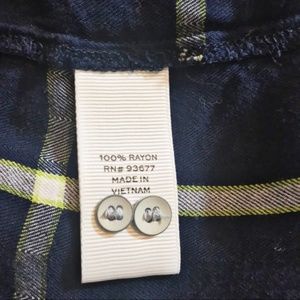 100% RAYON
RN# 93677
MADE IN
VIETNAM